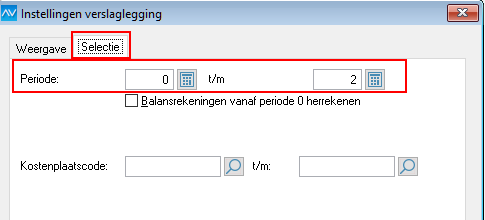 Instellingen verslaglegging
Weergave Selectie
Periode: 0 t/m 2
Balansrekeningen vanaf periode 0 herrekenen
Kostenplaatscode: t/m: